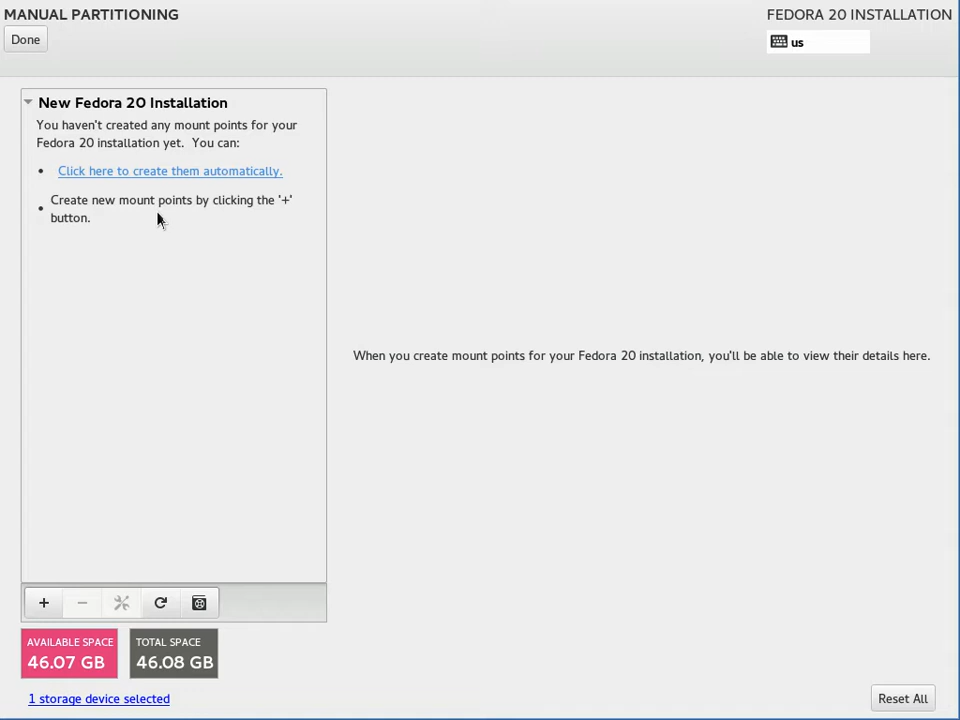 MANUAL PARTITIONING
FEDORA 20 INSTALLATION
Done
us
New Fedora 20 Installation
You haven't created any mount points for your
Fedora 20 installation yet.  You can:
• Click here to create them automatically.
• Create new mount points by clicking the '+'
button.
When you create mount points for your Fedora 20 installation, you'll be able to view their details here.
+ −
AVAILABLE SPACE
46.07 GB
TOTAL SPACE
46.08 GB
1 storage device selected
Reset All